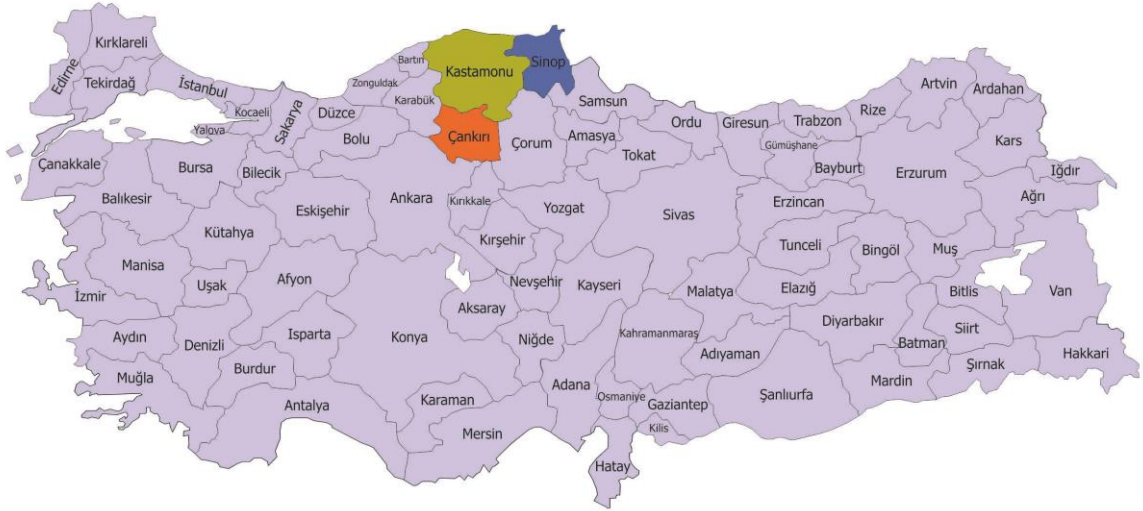 Kırklareli
Edirne
Tekirdağ
İstanbul
Kocaeli
Yalova
Sakarya
Düzce
Bolu
Zonguldak
Bartın
Karabük
Kastamonu
Sinop
Çankırı
Samsun
Çorum
Amasya
Tokat
Ordu
Giresun
Trabzon
Gümüşhane
Bayburt
Rize
Artvin
Ardahan
Kars
Iğdır
Erzurum
Ağrı
Çanakkale
Bursa
Bilecik
Balıkesir
Eskişehir
Ankara
Kırıkkale
Yozgat
Sivas
Erzincan
Kütahya
Kırşehir
Tunceli
Bingöl
Muş
Manisa
Uşak
Afyon
Nevşehir
Kayseri
Malatya
Elazığ
Bitlis
Van
İzmir
Aksaray
Aydın
Denizli
Isparta
Konya
Niğde
Kahramanmaraş
Adıyaman
Diyarbakır
Batman
Siirt
Hakkari
Şırnak
Muğla
Burdur
Antalya
Karaman
Mersin
Adana
Osmaniye
Gaziantep
Kilis
Şanlıurfa
Mardin
Hatay